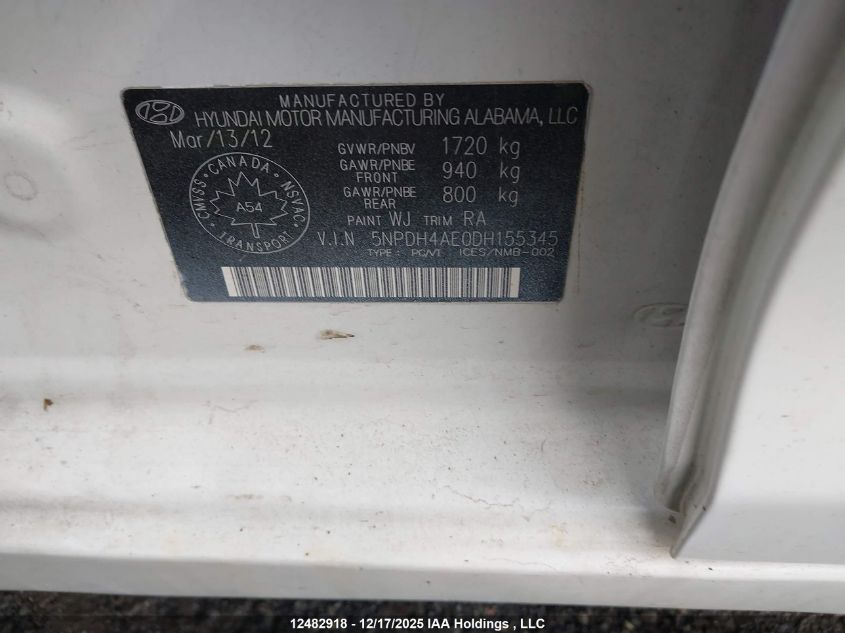 MANUFACTURED BY
HYUNDAI MOTOR MANUFACTURING ALABAMA, LLC
Mar/13/12
GVWR/PNBV 1720 kg
GAWR/PNBE FRONT 940 kg
GAWR/PNBE REAR 800 kg
CANADA
CMVSS NSVAC
A54
TRANSPORT
PAINT WJ TRIM RA
V.I.N 5NPDH4AE0DH155345
TYPE: PC/VT ICES/NMB-002
12482918 - 12/17/2025 IAA Holdings, LLC